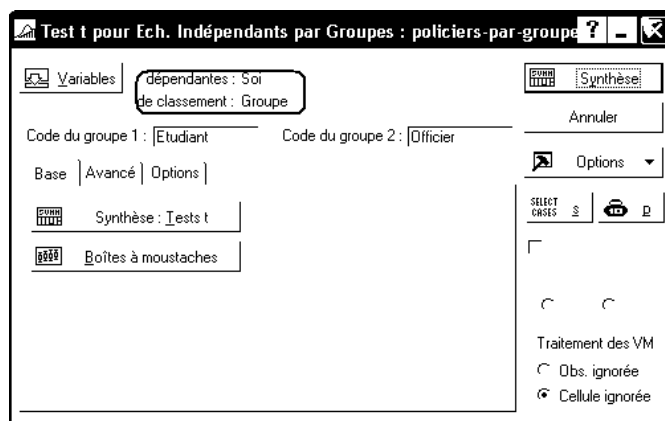 Test t pour Ech. Indépendants par Groupes : policiers-par-groupe ? _
Variables
dépendantes : Soi
de classement : Groupe
Synthèse
Annuler
Code du groupe 1 : Etudiant
Code du groupe 2 : Officier
Base Avancé Options
Options
SUMM Synthèse : Tests t
SELECT CASES S D
Boîtes à moustaches
Traitement des VM
Obs. ignorée
Cellule ignorée